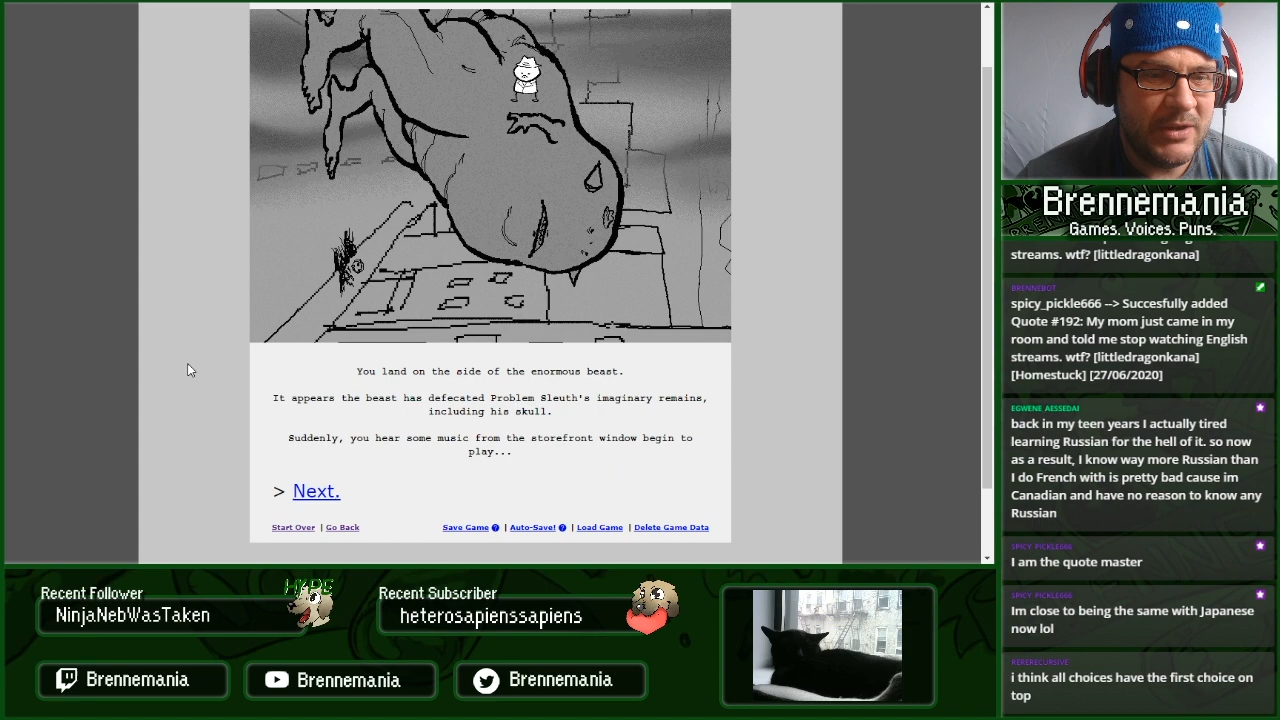 You land on the side of the enormous beast.
It appears the beast has defecated Problem Sleuth's imaginary remains,
including his skull.
Suddenly, you hear some music from the storefront window begin to
play...
> Next.
Start Over | Go Back
Save Game ? | Auto-Save! ? | Load Game | Delete Game Data
Brennemania
Games. Voices. Puns.
streams. wtf? [littledragonkana]
BRENNEBOT
spicy_pickle666 --> Succesfully added
Quote #192: My mom just came in my
room and told me stop watching English
streams. wtf? [littledragonkana]
[Homestuck] [27/06/2020]
EGWENE_AESSEDAI
back in my teen years I actually tired
learning Russian for the hell of it. so now
as a result, I know way more Russian than
I do French with is pretty bad cause im
Canadian and have no reason to know any
Russian
SPICY_PICKLE666
I am the quote master
SPICY_PICKLE666
Im close to being the same with Japanese
now lol
RERERECURSIVE
i think all choices have the first choice on
top
Recent Follower
NinjaNebWasTaken
HYPE
Recent Subscriber
heterosapienssapiens
Brennemania
Brennemania
Brennemania